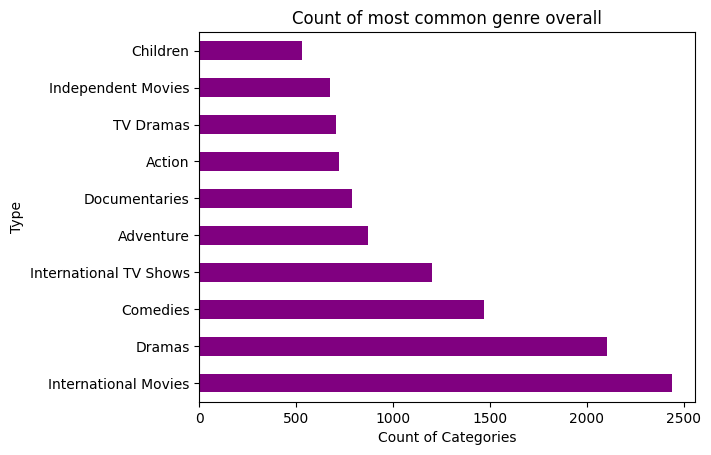 Count of most common genre overall
Children
Independent Movies
TV Dramas
Action
Documentaries
Adventure
International TV Shows
Comedies
Dramas
International Movies
Type
0 500 1000 1500 2000 2500
Count of Categories